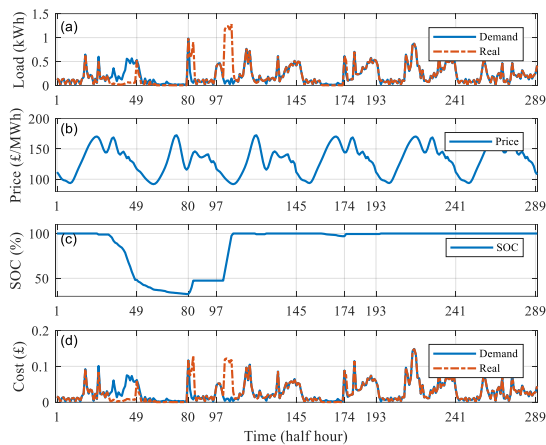 1.5
(a)
1
0.5
0
Load (kWh)
Demand
Real
1 49 80 97 145 174 193 241 289
200
(b)
150
100
Price (£/MWh)
Price
1 49 80 97 145 174 193 241 289
100
(c)
50
SOC (%)
SOC
1 49 80 97 145 174 193 241 289
0.2
(d)
0.1
0
Cost (£)
Demand
Real
1 49 80 97 145 174 193 241 289
Time (half hour)